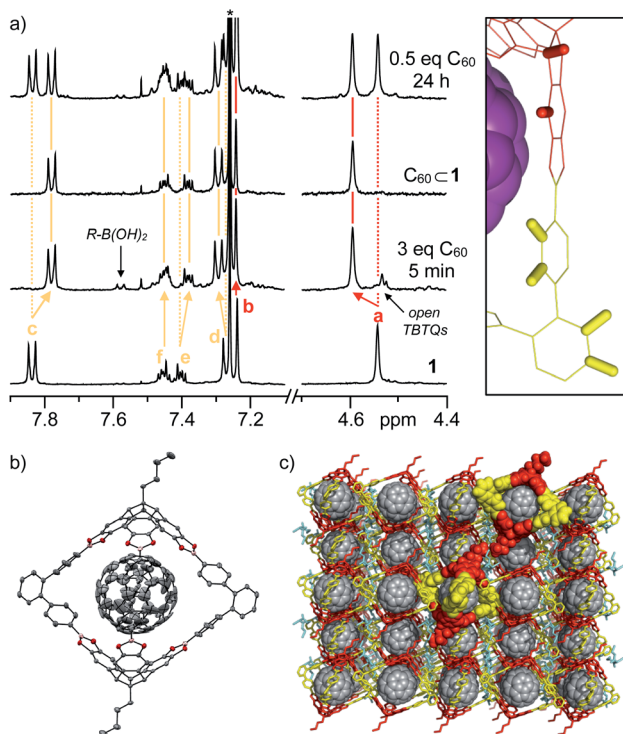 a)
*
0.5 eq C₆₀
24 h
C₆₀ ⊂ 1
R-B(OH)₂
3 eq C₆₀
5 min
c
b
a
open
TBTQs
f
e
d
1
7.8 7.6 7.4 7.2 4.6 ppm 4.4
b)
c)